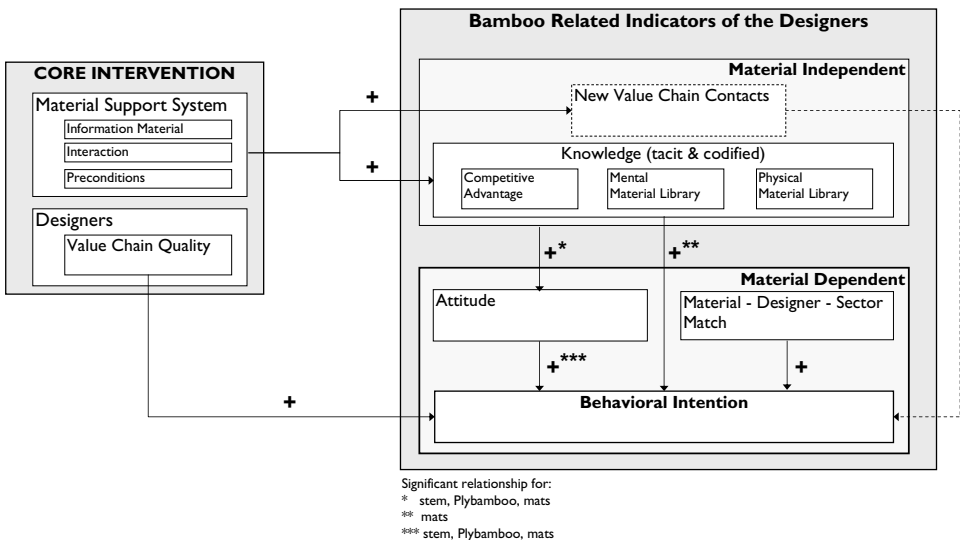 Bamboo Related Indicators of the Designers
CORE INTERVENTION
Material Support System
Information Material
Interaction
Preconditions
Designers
Value Chain Quality
+
+
+
Material Independent
New Value Chain Contacts
Knowledge (tacit & codified)
Competitive
Advantage
Mental
Material Library
Physical
Material Library
+*
+**
Material Dependent
Attitude
Material - Designer - Sector
Match
+***
+
Behavioral Intention
Significant relationship for:
* stem, Plybamboo, mats
** mats
*** stem, Plybamboo, mats